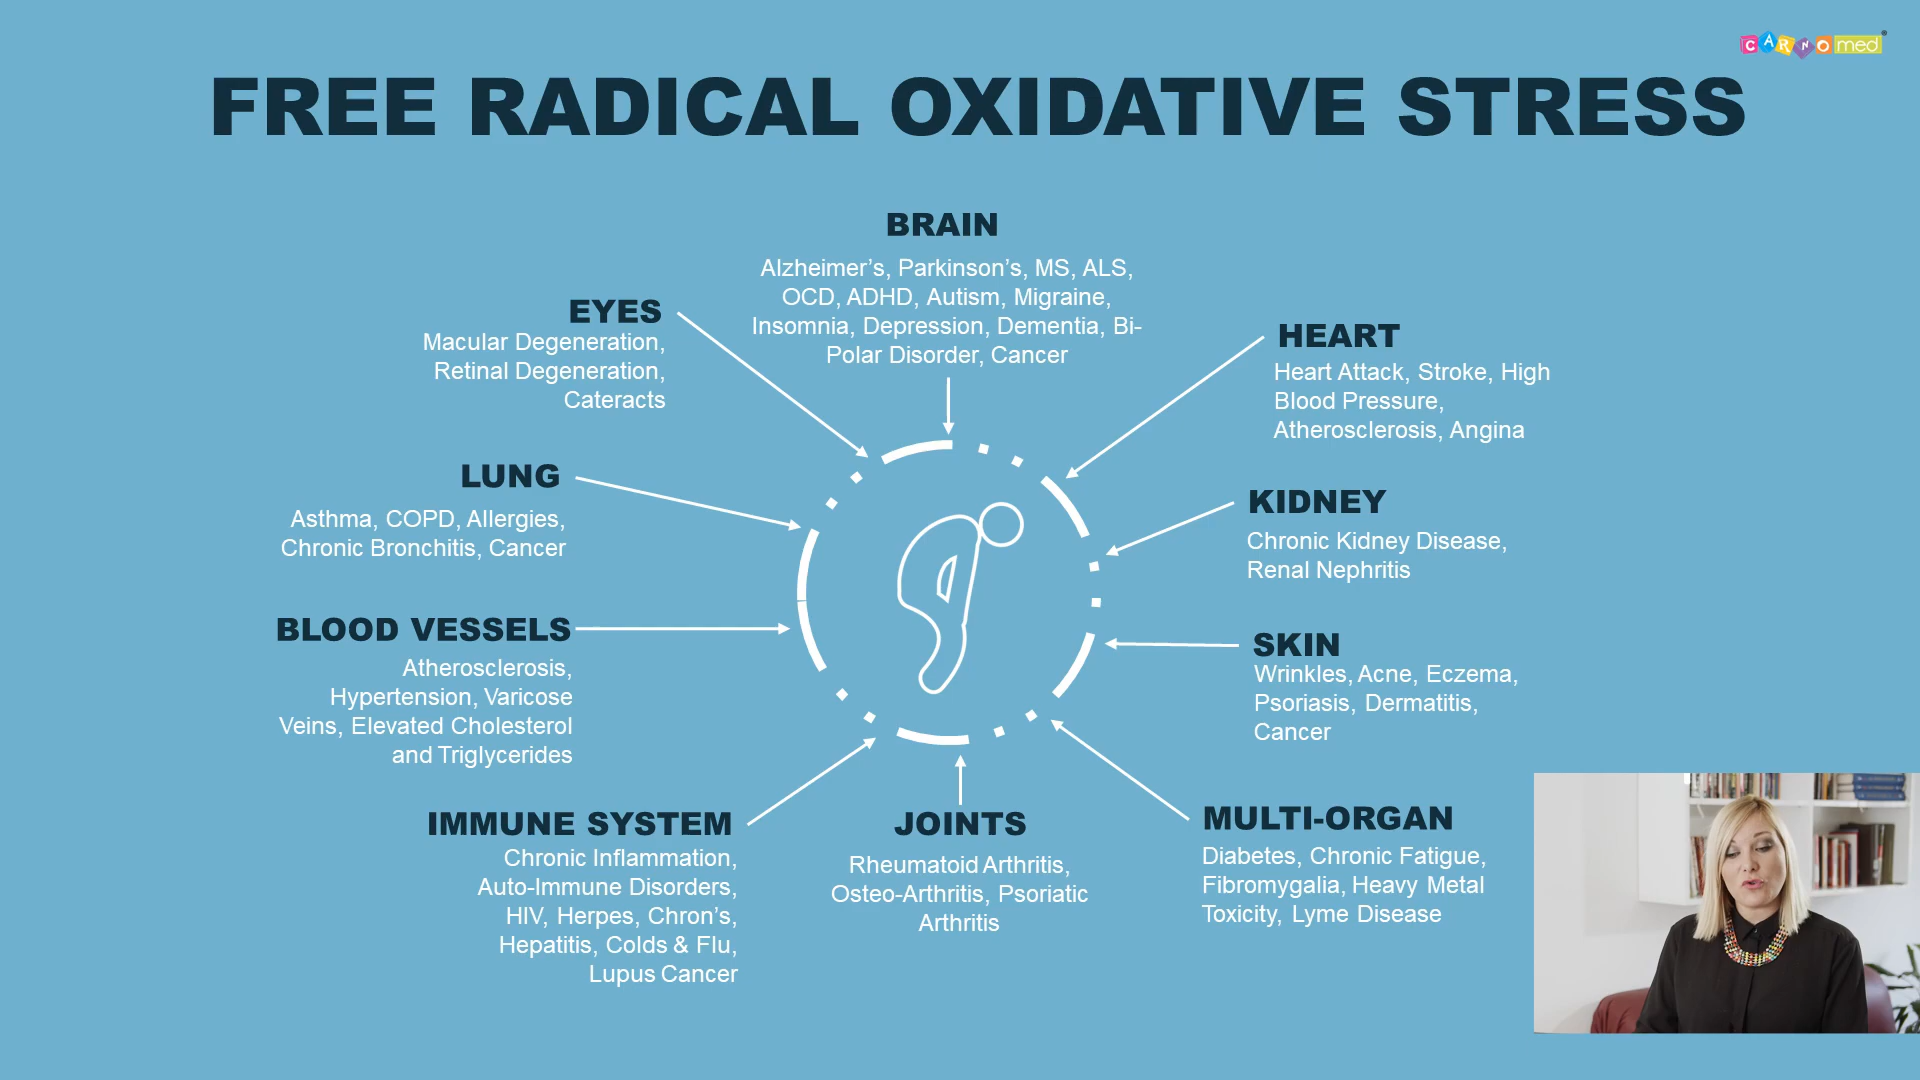 CARNOmed®
FREE RADICAL OXIDATIVE STRESS
BRAIN
Alzheimer’s, Parkinson’s, MS, ALS,
OCD, ADHD, Autism, Migraine,
Insomnia, Depression, Dementia, Bi-
Polar Disorder, Cancer
EYES
Macular Degeneration,
Retinal Degeneration,
Cateracts
HEART
Heart Attack, Stroke, High
Blood Pressure,
Atherosclerosis, Angina
LUNG
Asthma, COPD, Allergies,
Chronic Bronchitis, Cancer
KIDNEY
Chronic Kidney Disease,
Renal Nephritis
BLOOD VESSELS
Atherosclerosis,
Hypertension, Varicose
Veins, Elevated Cholesterol
and Triglycerides
SKIN
Wrinkles, Acne, Eczema,
Psoriasis, Dermatitis,
Cancer
IMMUNE SYSTEM
Chronic Inflammation,
Auto-Immune Disorders,
HIV, Herpes, Chron’s,
Hepatitis, Colds & Flu,
Lupus Cancer
JOINTS
Rheumatoid Arthritis,
Osteo-Arthritis, Psoriatic
Arthritis
MULTI-ORGAN
Diabetes, Chronic Fatigue,
Fibromygalia, Heavy Metal
Toxicity, Lyme Disease